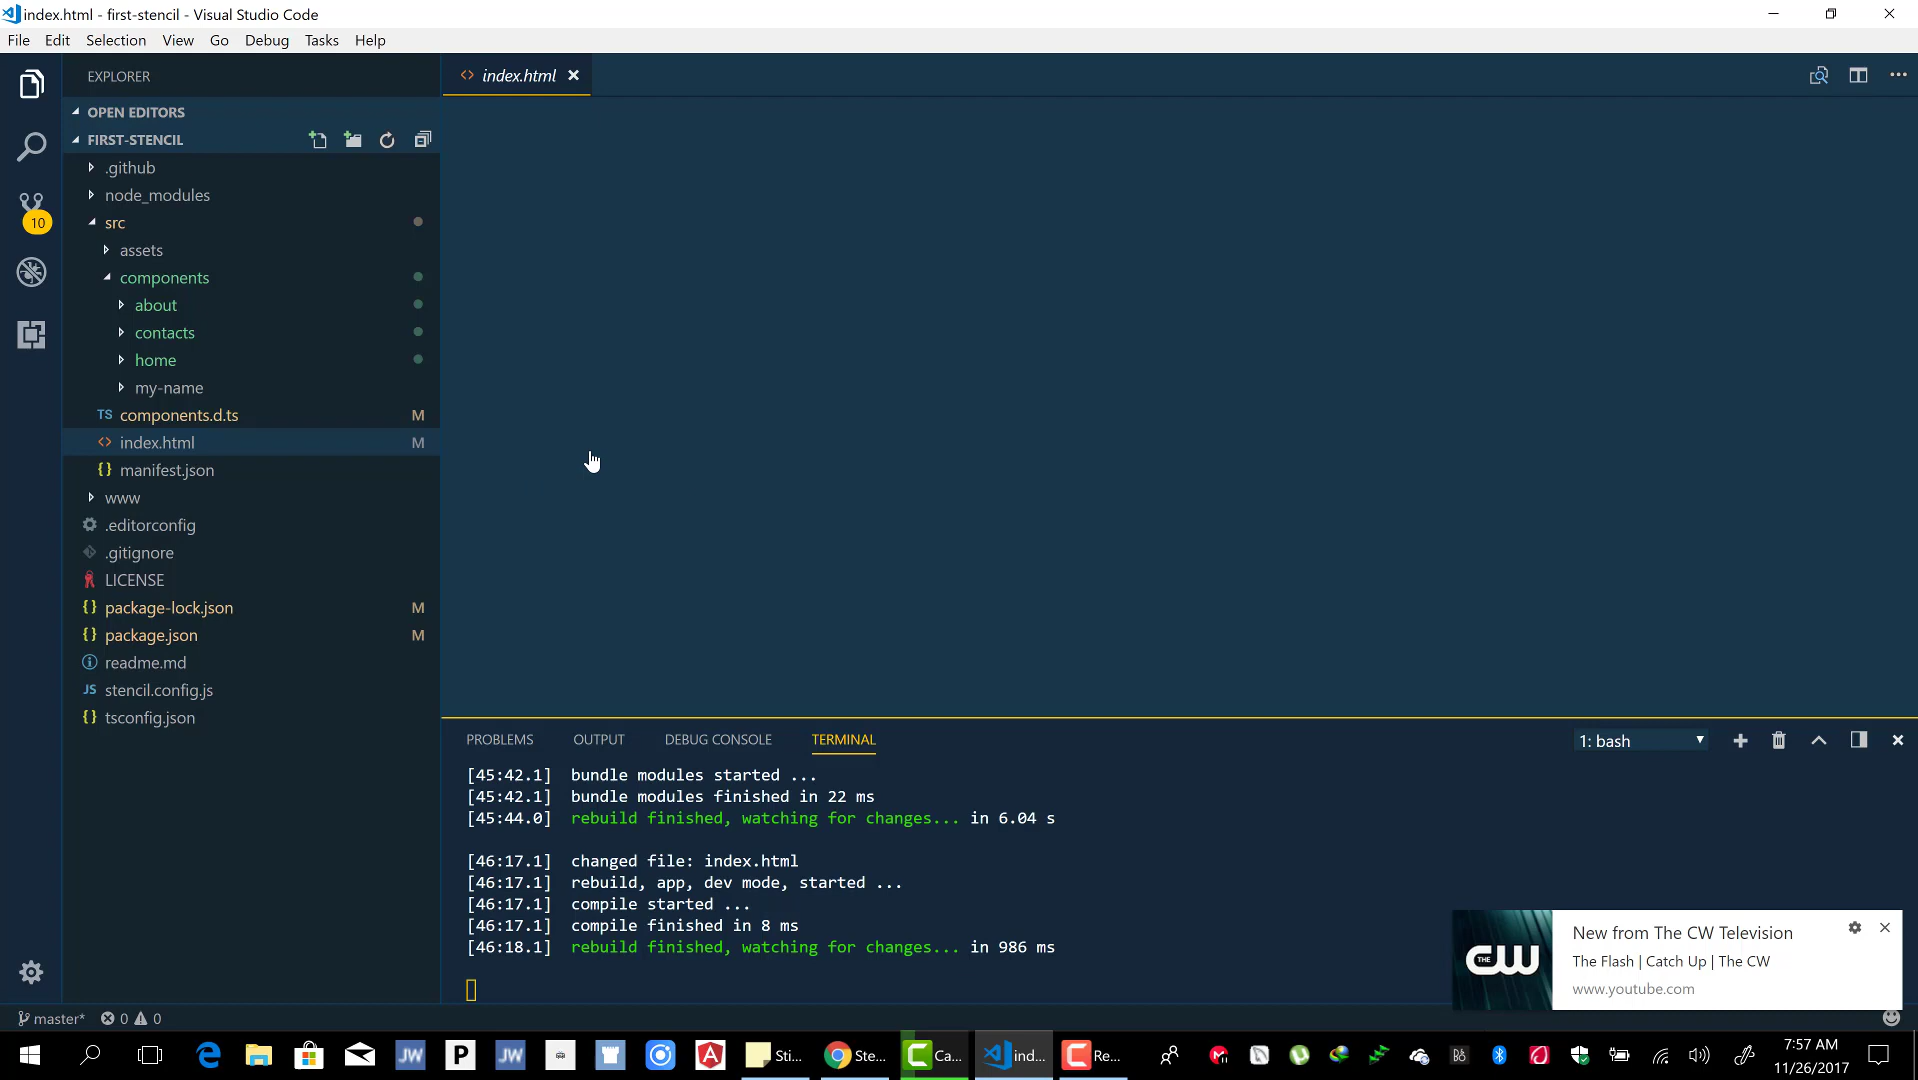 index.html - first-stencil - Visual Studio Code
File Edit Selection View Go Debug Tasks Help
EXPLORER
OPEN EDITORS
FIRST-STENCIL
.github
node_modules
src
10
assets
components
about
contacts
home
my-name
TS components.d.ts M
<> index.html M
{} manifest.json
www
.editorconfig
.gitignore
LICENSE
{} package-lock.json M
{} package.json M
readme.md
JS stencil.config.js
{} tsconfig.json
<> index.html
PROBLEMS OUTPUT DEBUG CONSOLE TERMINAL 1: bash
[45:42.1] bundle modules started ...
[45:42.1] bundle modules finished in 22 ms
[45:44.0] rebuild finished, watching for changes... in 6.04 s
[46:17.1] changed file: index.html
[46:17.1] rebuild, app, dev mode, started ...
[46:17.1] compile started ...
[46:17.1] compile finished in 8 ms
[46:18.1] rebuild finished, watching for changes... in 986 ms
THE CW
New from The CW Television
The Flash | Catch Up | The CW
www.youtube.com
master* 0 0
JW P JW Sti... Ste... Ca... ind... Re...
7:57 AM
11/26/2017